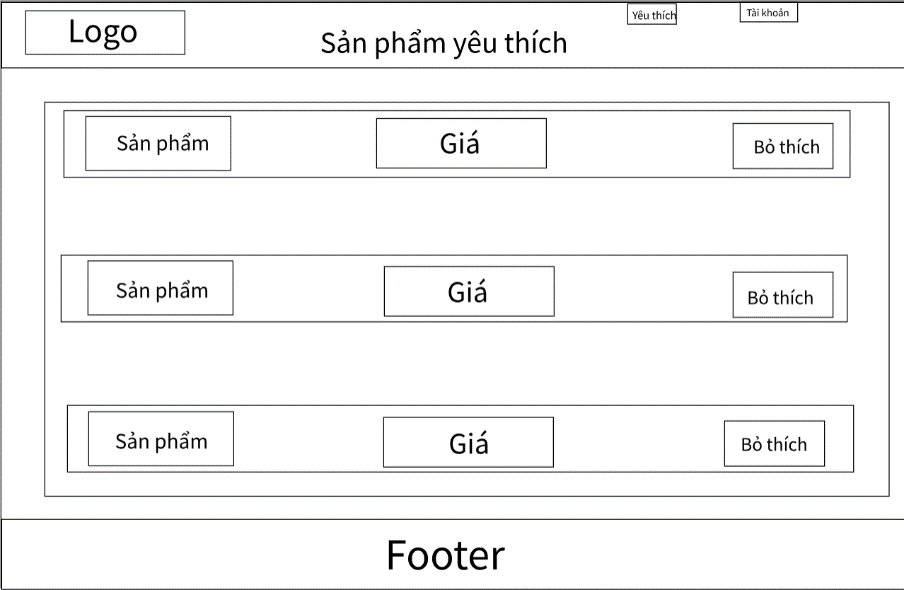 Logo
Sản phẩm yêu thích
Yêu thích
Tài khoản
Sản phẩm
Giá
Bỏ thích
Sản phẩm
Giá
Bỏ thích
Sản phẩm
Giá
Bỏ thích
Footer